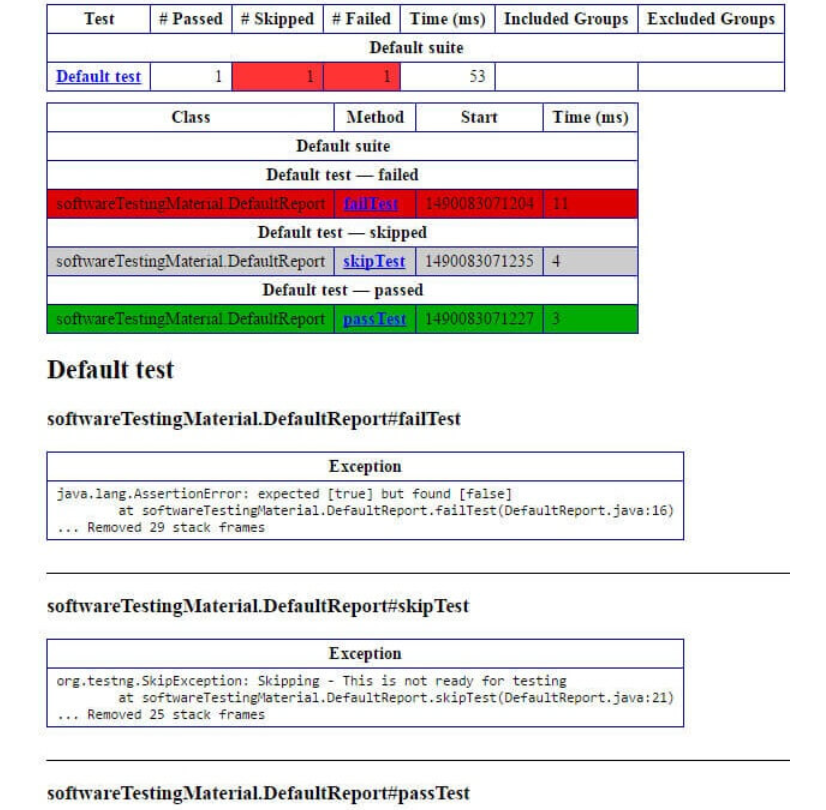 Test # Passed # Skipped # Failed Time (ms) Included Groups Excluded Groups
Default suite
Default test 1 1 1 53
Class Method Start Time (ms)
Default suite
Default test — failed
softwareTestingMaterial.DefaultReport failTest 1490083071204 11
Default test — skipped
softwareTestingMaterial.DefaultReport skipTest 1490083071235 4
Default test — passed
softwareTestingMaterial.DefaultReport passTest 1490083071227 3
Default test
softwareTestingMaterial.DefaultReport#failTest
Exception
java.lang.AssertionError: expected [true] but found [false]
at softwareTestingMaterial.DefaultReport.failTest(DefaultReport.java:16)
... Removed 29 stack frames
softwareTestingMaterial.DefaultReport#skipTest
Exception
org.testng.SkipException: Skipping - This is not ready for testing
at softwareTestingMaterial.DefaultReport.skipTest(DefaultReport.java:21)
... Removed 25 stack frames
softwareTestingMaterial.DefaultReport#passTest